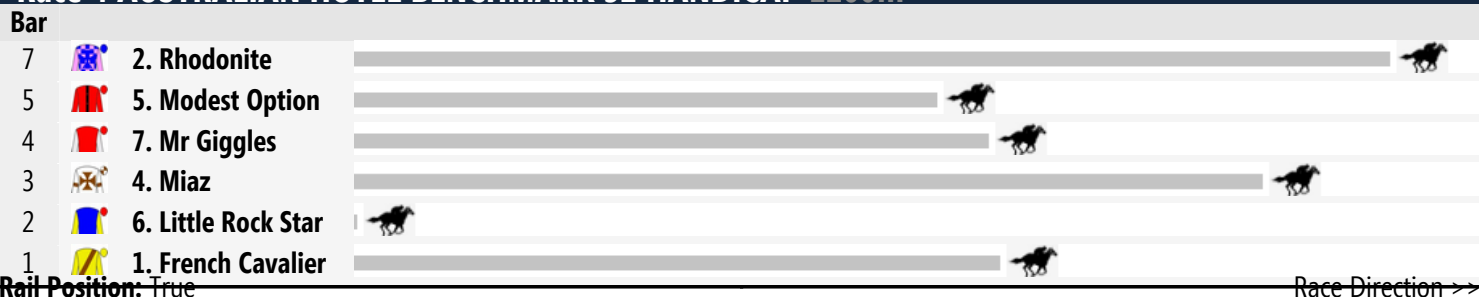 Bar
7 2. Rhodonite
5 5. Modest Option
4 7. Mr Giggles
3 4. Miaz
2 6. Little Rock Star
1 1. French Cavalier
Rail Position: True Race Direction >>